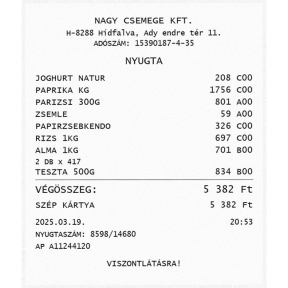 NAGY CSEMEGE KFT.
H-8288 Hídfalva, Ady endre tér 11.
ADÓSZÁM: 15390187-4-35
NYUGTA
JOGHURT NATUR 208 C00
PAPRIKA KG 1756 C00
PARIZSI 300G 801 A00
ZSEMLE 59 A00
PAPIRZSEBKENDO 326 C00
RIZS 1KG 697 C00
ALMA 1KG 701 B00
2 DB x 417
TESZTA 500G 834 B00
VÉGÖSSZEG: 5 382 Ft
SZÉP KÁRTYA 5 382 Ft
2025.03.19. 20:53
NYUGTASZÁM: 8598/14680
AP A11244120
VISZONTLÁTÁSRA!